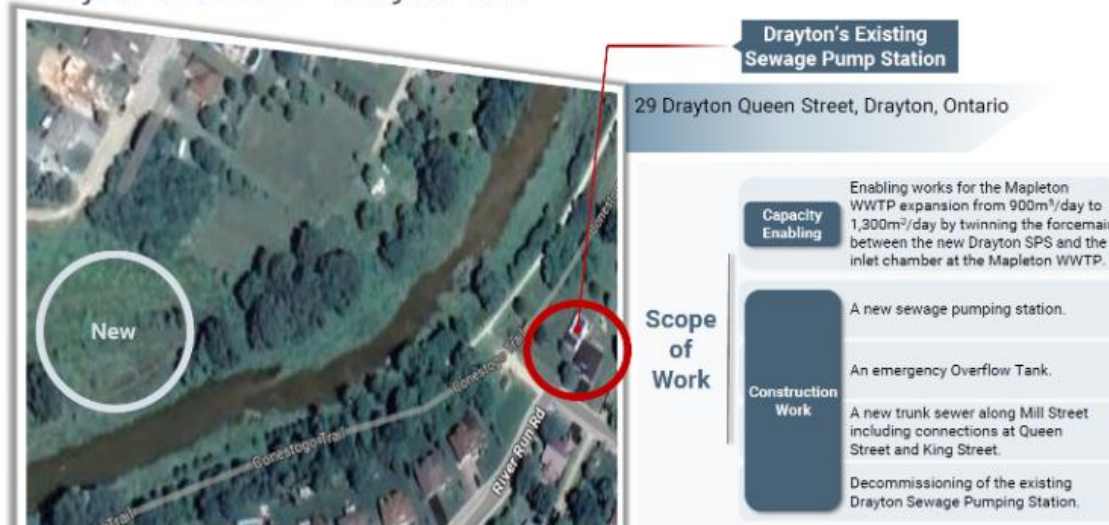 Drayton's Existing
Sewage Pump Station
29 Drayton Queen Street, Drayton, Ontario
New
Conestogo Trail
Conestogo Trail
Trail
River Run Rd
Scope
of
Work
Capacity
Enabling
Enabling works for the Mapleton
WWTP expansion from 900m³/day to
1,300m³/day by twinning the forcemain
between the new Drayton SPS and the
inlet chamber at the Mapleton WWTP.
Construction
Work
A new sewage pumping station.
An emergency Overflow Tank.
A new trunk sewer along Mill Street
including connections at Queen
Street and King Street.
Decommissioning of the existing
Drayton Sewage Pumping Station.